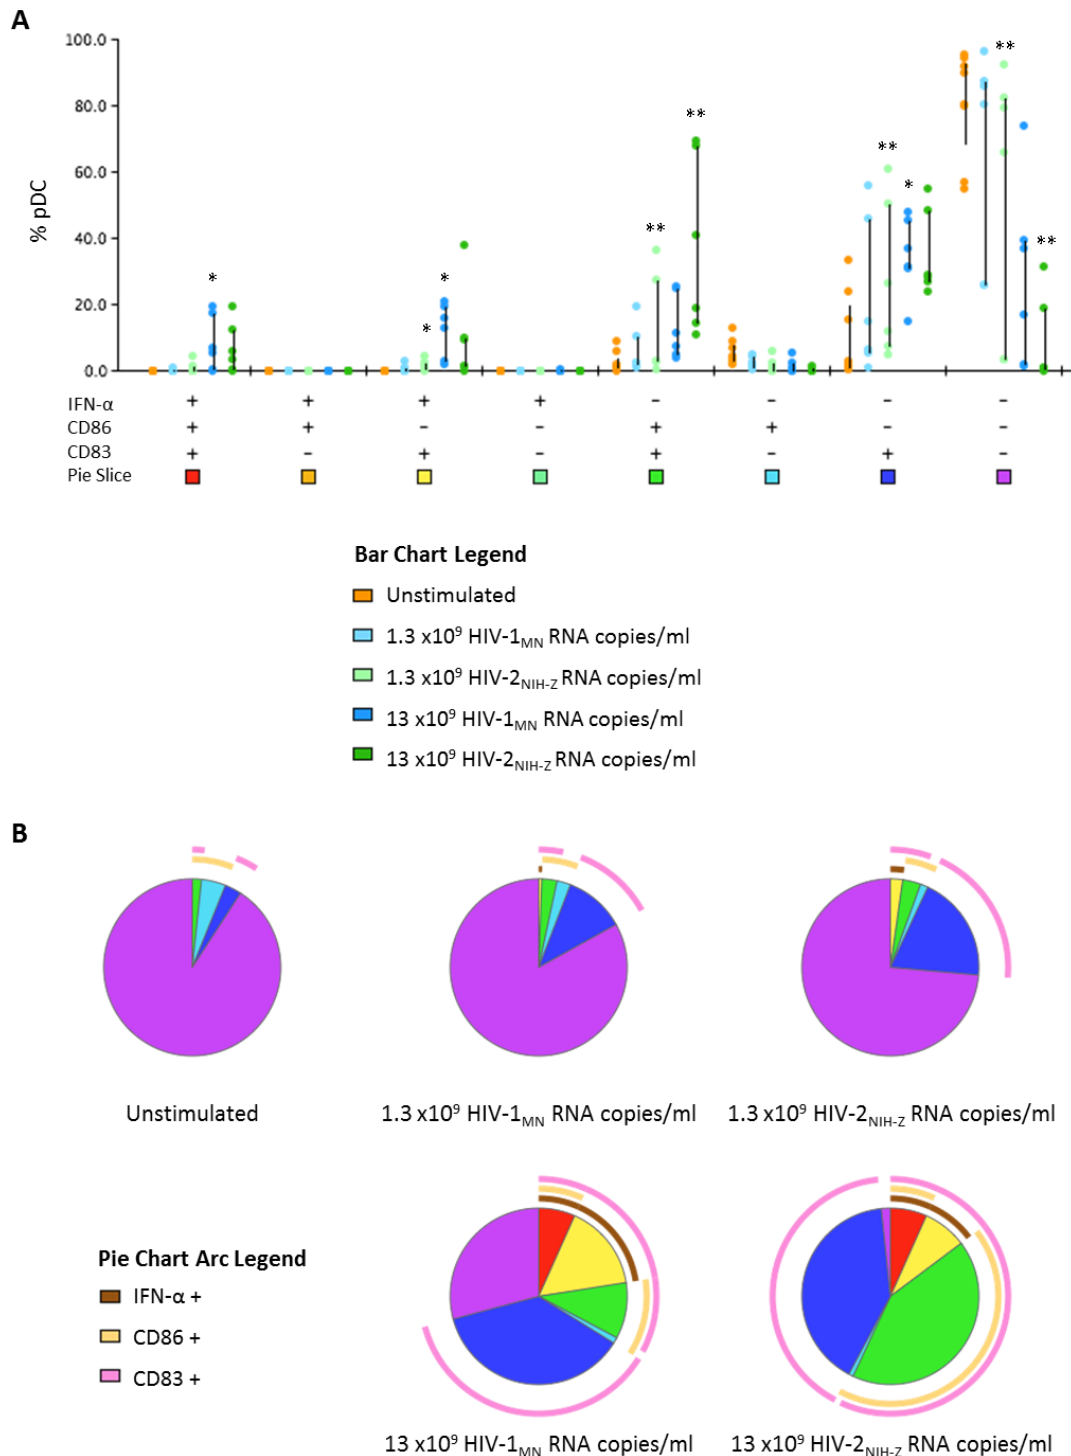 A
100.0
80.0
60.0
40.0
20.0
0.0
% pDC
* * * ** ** ** * ** **
IFN-α + + + + − − − −
CD86 + + − − + + − −
CD83 + − + − + − + −
Pie Slice
Bar Chart Legend
Unstimulated
1.3 x10⁹ HIV-1MN RNA copies/ml
1.3 x10⁹ HIV-2NIH-Z RNA copies/ml
13 x10⁹ HIV-1MN RNA copies/ml
13 x10⁹ HIV-2NIH-Z RNA copies/ml
B
Unstimulated
1.3 x10⁹ HIV-1MN RNA copies/ml
1.3 x10⁹ HIV-2NIH-Z RNA copies/ml
Pie Chart Arc Legend
IFN-α +
CD86 +
CD83 +
13 x10⁹ HIV-1MN RNA copies/ml
13 x10⁹ HIV-2NIH-Z RNA copies/ml